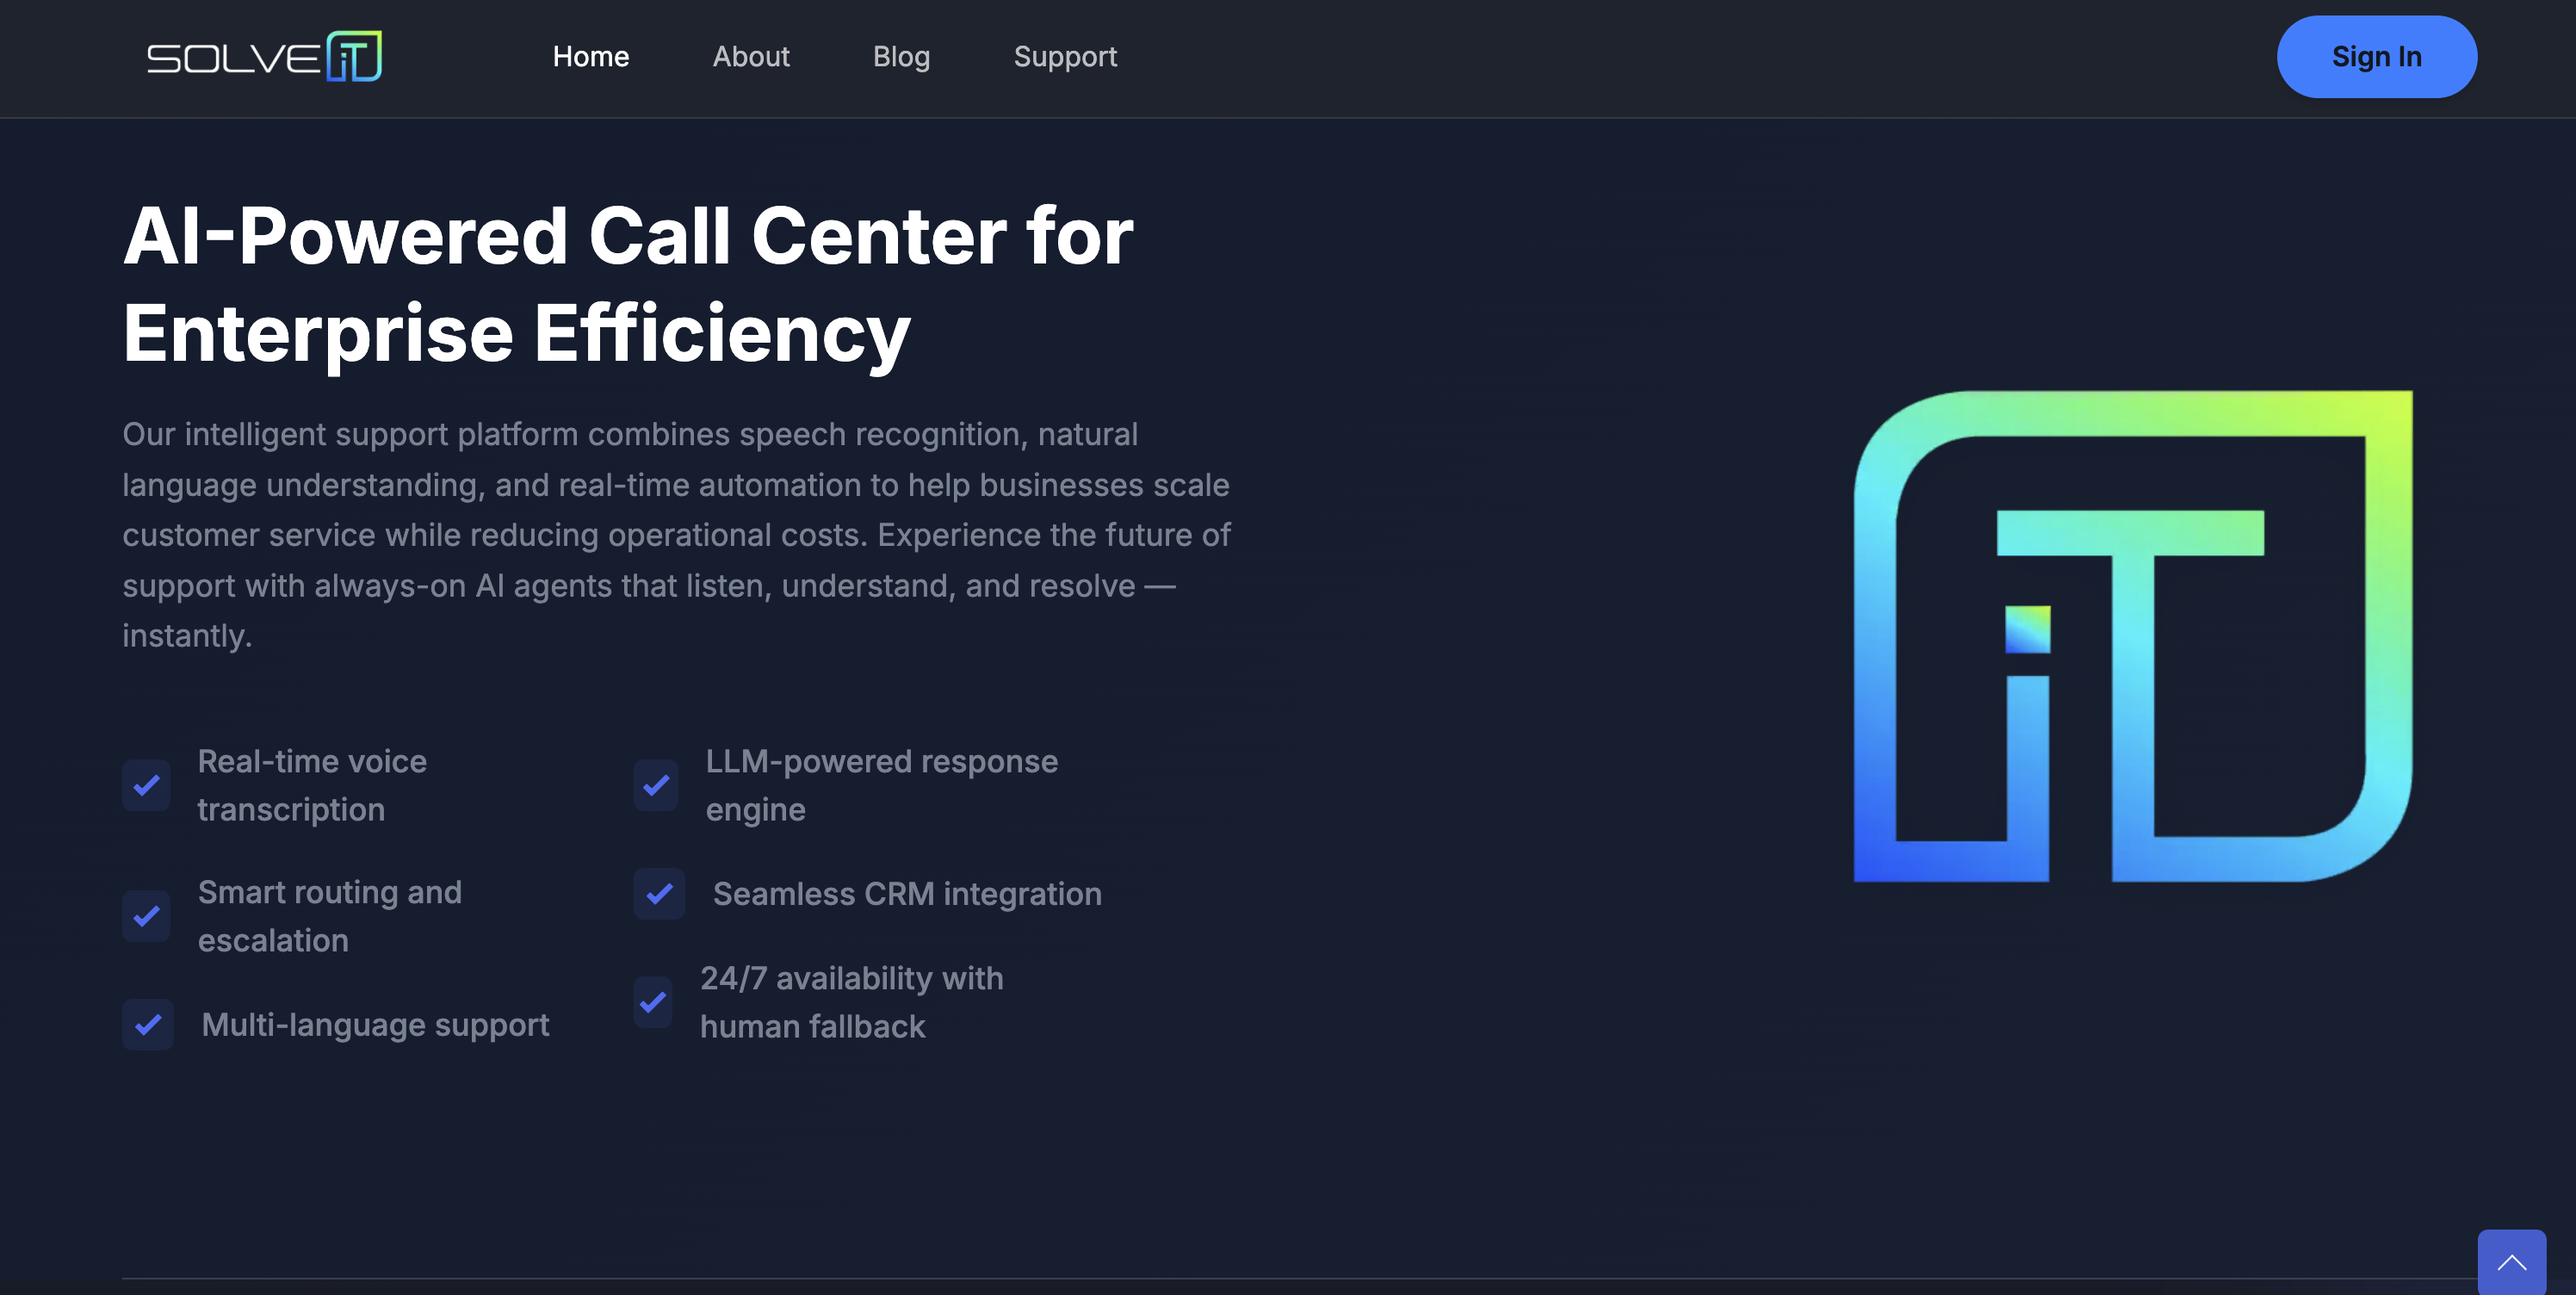 SOLVE iT
Home
About
Blog
Support
Sign In
AI-Powered Call Center for
Enterprise Efficiency
Our intelligent support platform combines speech recognition, natural
language understanding, and real-time automation to help businesses scale
customer service while reducing operational costs. Experience the future of
support with always-on AI agents that listen, understand, and resolve —
instantly.
Real-time voice
transcription
Smart routing and
escalation
Multi-language support
LLM-powered response
engine
Seamless CRM integration
24/7 availability with
human fallback
iT